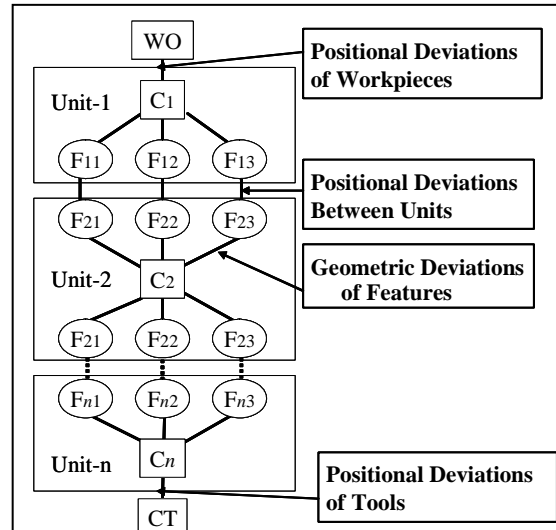 WO
Positional Deviations
of Workpieces
Unit-1
C1
F11 F12 F13
Positional Deviations
Between Units
F21 F22 F23
Unit-2
C2
Geometric Deviations
of Features
F21 F22 F23
Fn1 Fn2 Fn3
Unit-n
Cn
Positional Deviations
of Tools
CT